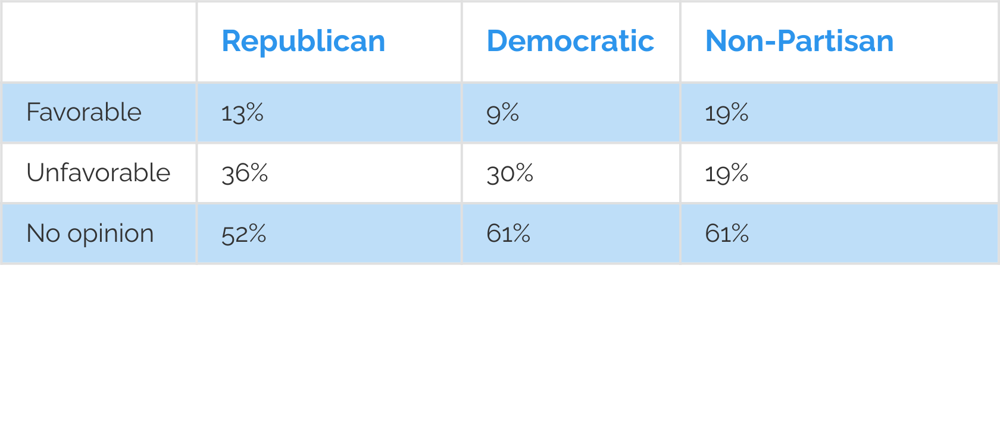 Republican Democratic Non-Partisan
Favorable 13% 9% 19%
Unfavorable 36% 30% 19%
No opinion 52% 61% 61%